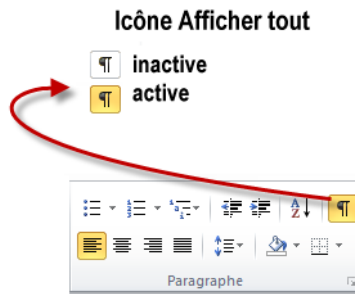 Icône Afficher tout
¶ inactive
¶ active
A
Z
¶
Paragraphe